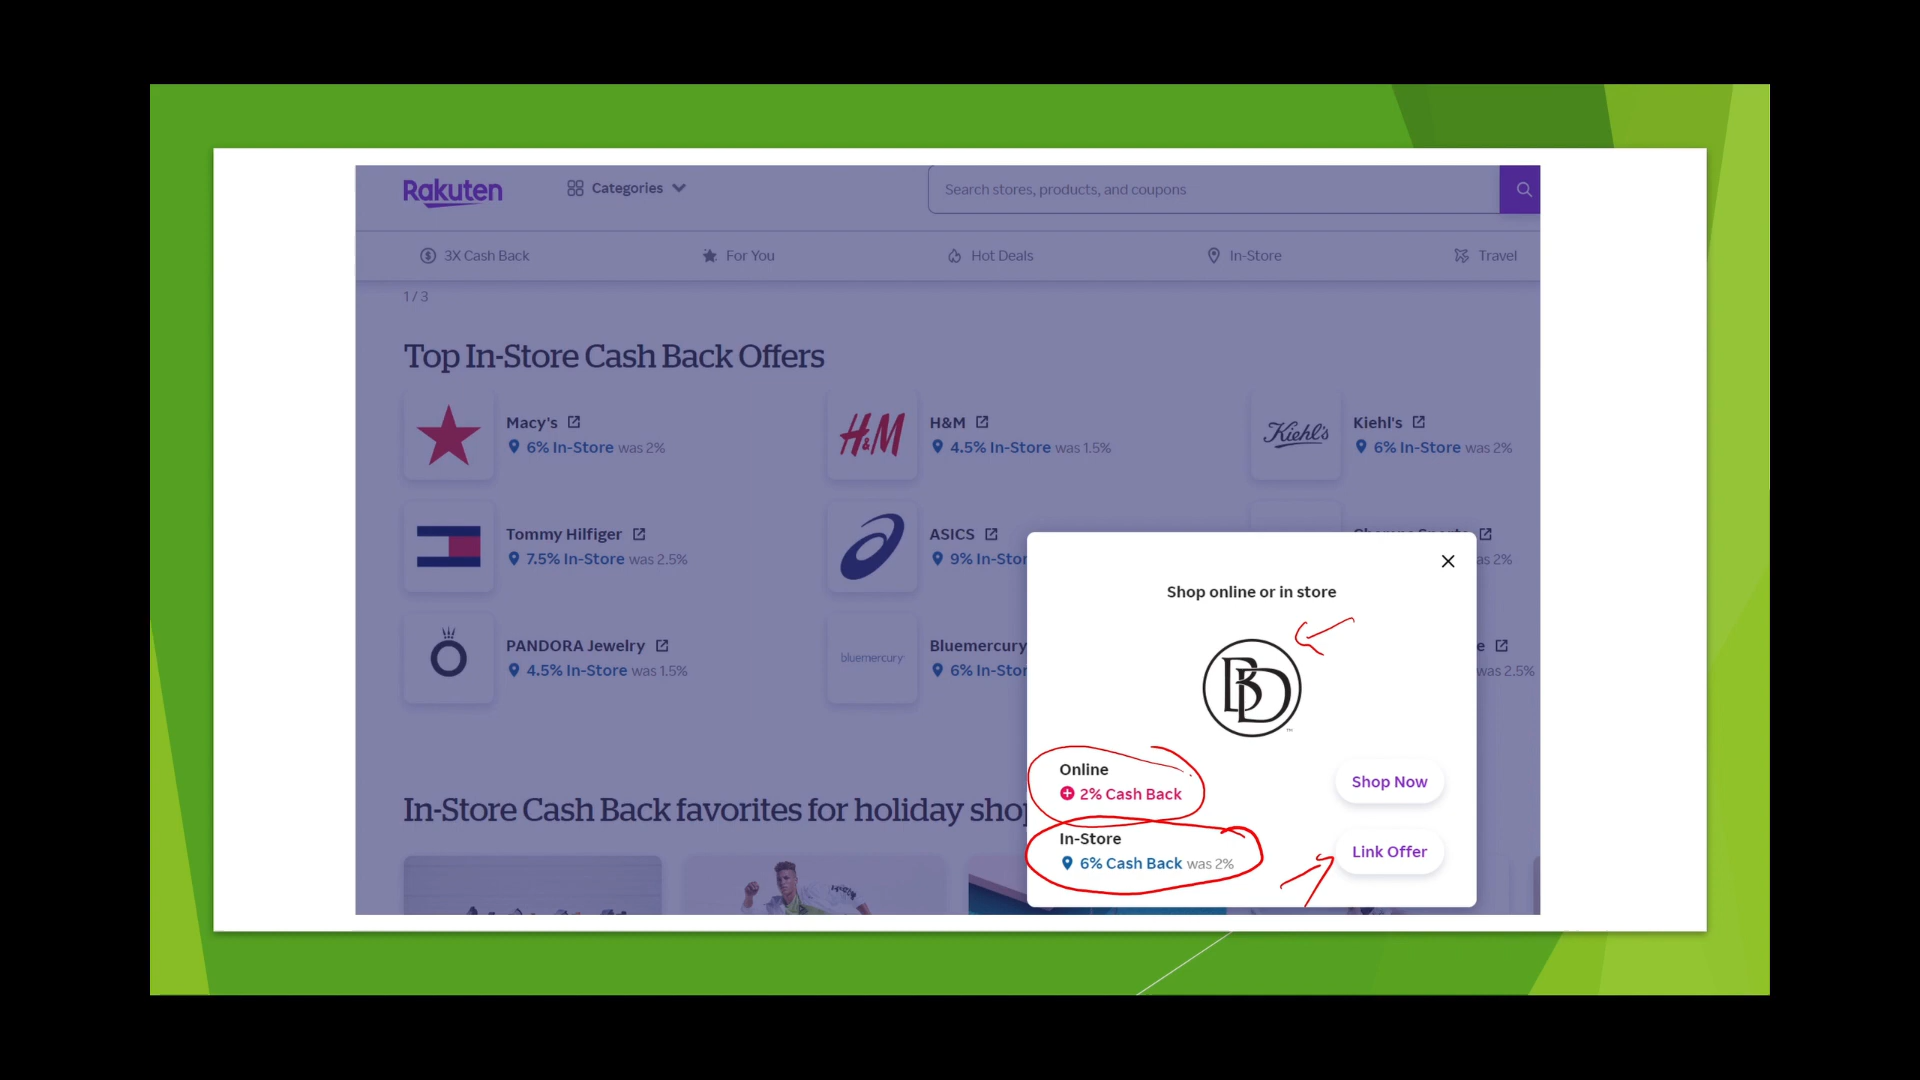 Rakuten
Categories
Search stores, products, and coupons
3X Cash Back
For You
Hot Deals
In-Store
Travel
1 / 3
Top In-Store Cash Back Offers
Macy's
6% In-Store was 2%
H&M
H&M
4.5% In-Store was 1.5%
Kiehl's
Kiehl's
6% In-Store was 2%
Tommy Hilfiger
7.5% In-Store was 2.5%
ASICS
9% In-Stor
as 2%
PANDORA Jewelry
4.5% In-Store was 1.5%
bluemercury
Bluemercury
6% In-Stor
e
was 2.5%
Shop online or in store
BD
Online
2% Cash Back
Shop Now
In-Store
6% Cash Back was 2%
Link Offer
In-Store Cash Back favorites for holiday sho